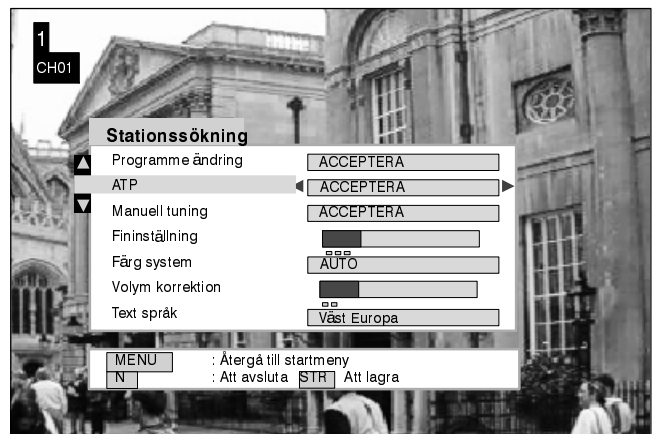 1
CH01
Stationssökning
Programme ändring ACCEPTERA
ATP ACCEPTERA
Manuell tuning ACCEPTERA
Fininställning
Färg system AUTO
Volym korrektion
Text språk Väst Europa
MENU : Återgå till startmeny
N : Att avsluta STR Att lagra